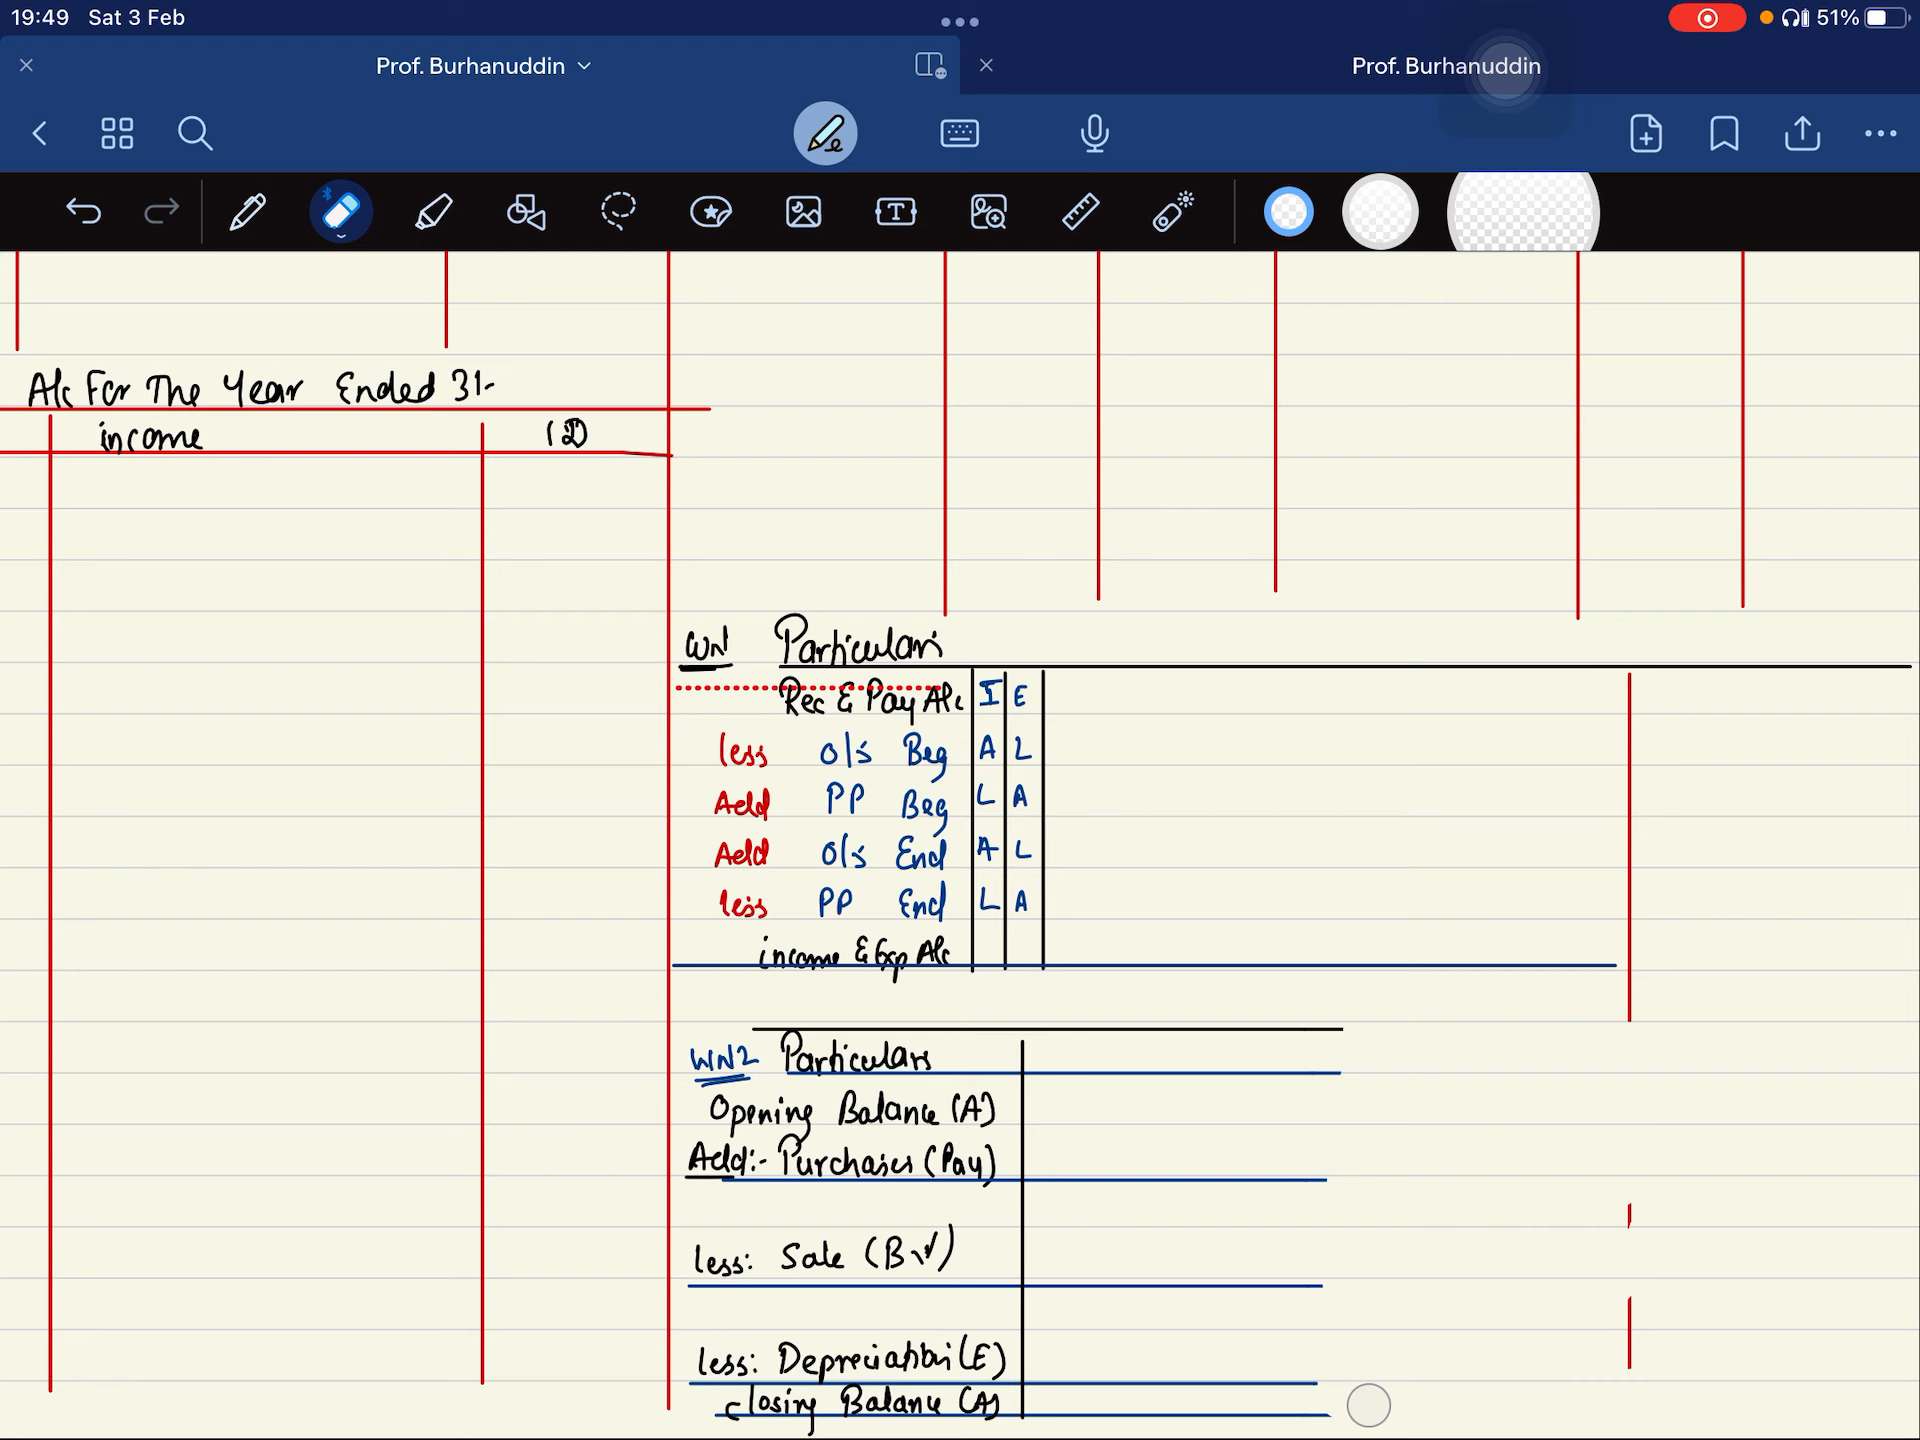 19:49 Sat 3 Feb
51%
Prof. Burhanuddin
Prof. Burhanuddin
A/c For The Year Ended 31-
income
WN Particulars
Rec & Pay A/c I E
less o/s Beg A L
Add PP Beg L A
Add o/s End A L
less PP End L A
income & Exp A/c
WN2 Particulars
Opening Balance (A)
Add:- Purchases (Pay)
less: Sale (BV)
less: Depreciation (E)
closing Balance (A)